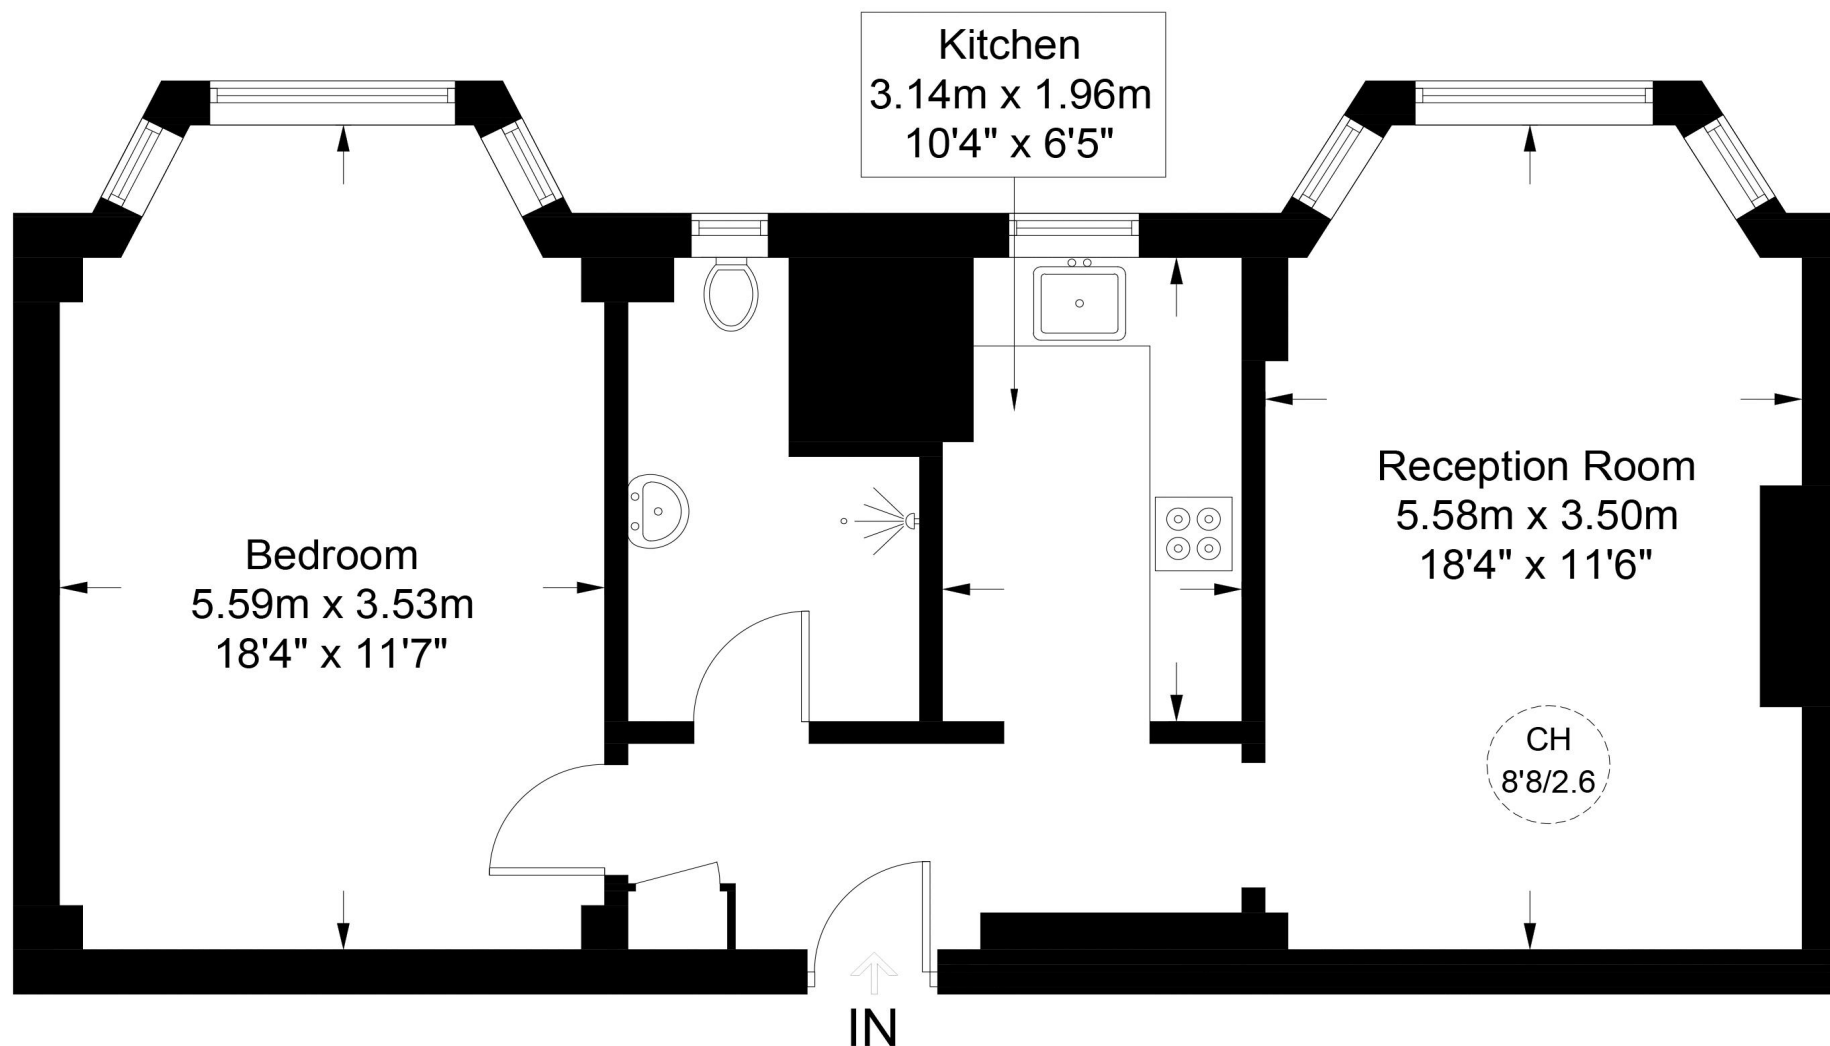 Kitchen
3.14m x 1.96m
10'4" x 6'5"
Bedroom
5.59m x 3.53m
18'4" x 11'7"
Reception Room
5.58m x 3.50m
18'4" x 11'6"
CH
8'8/2.6
IN